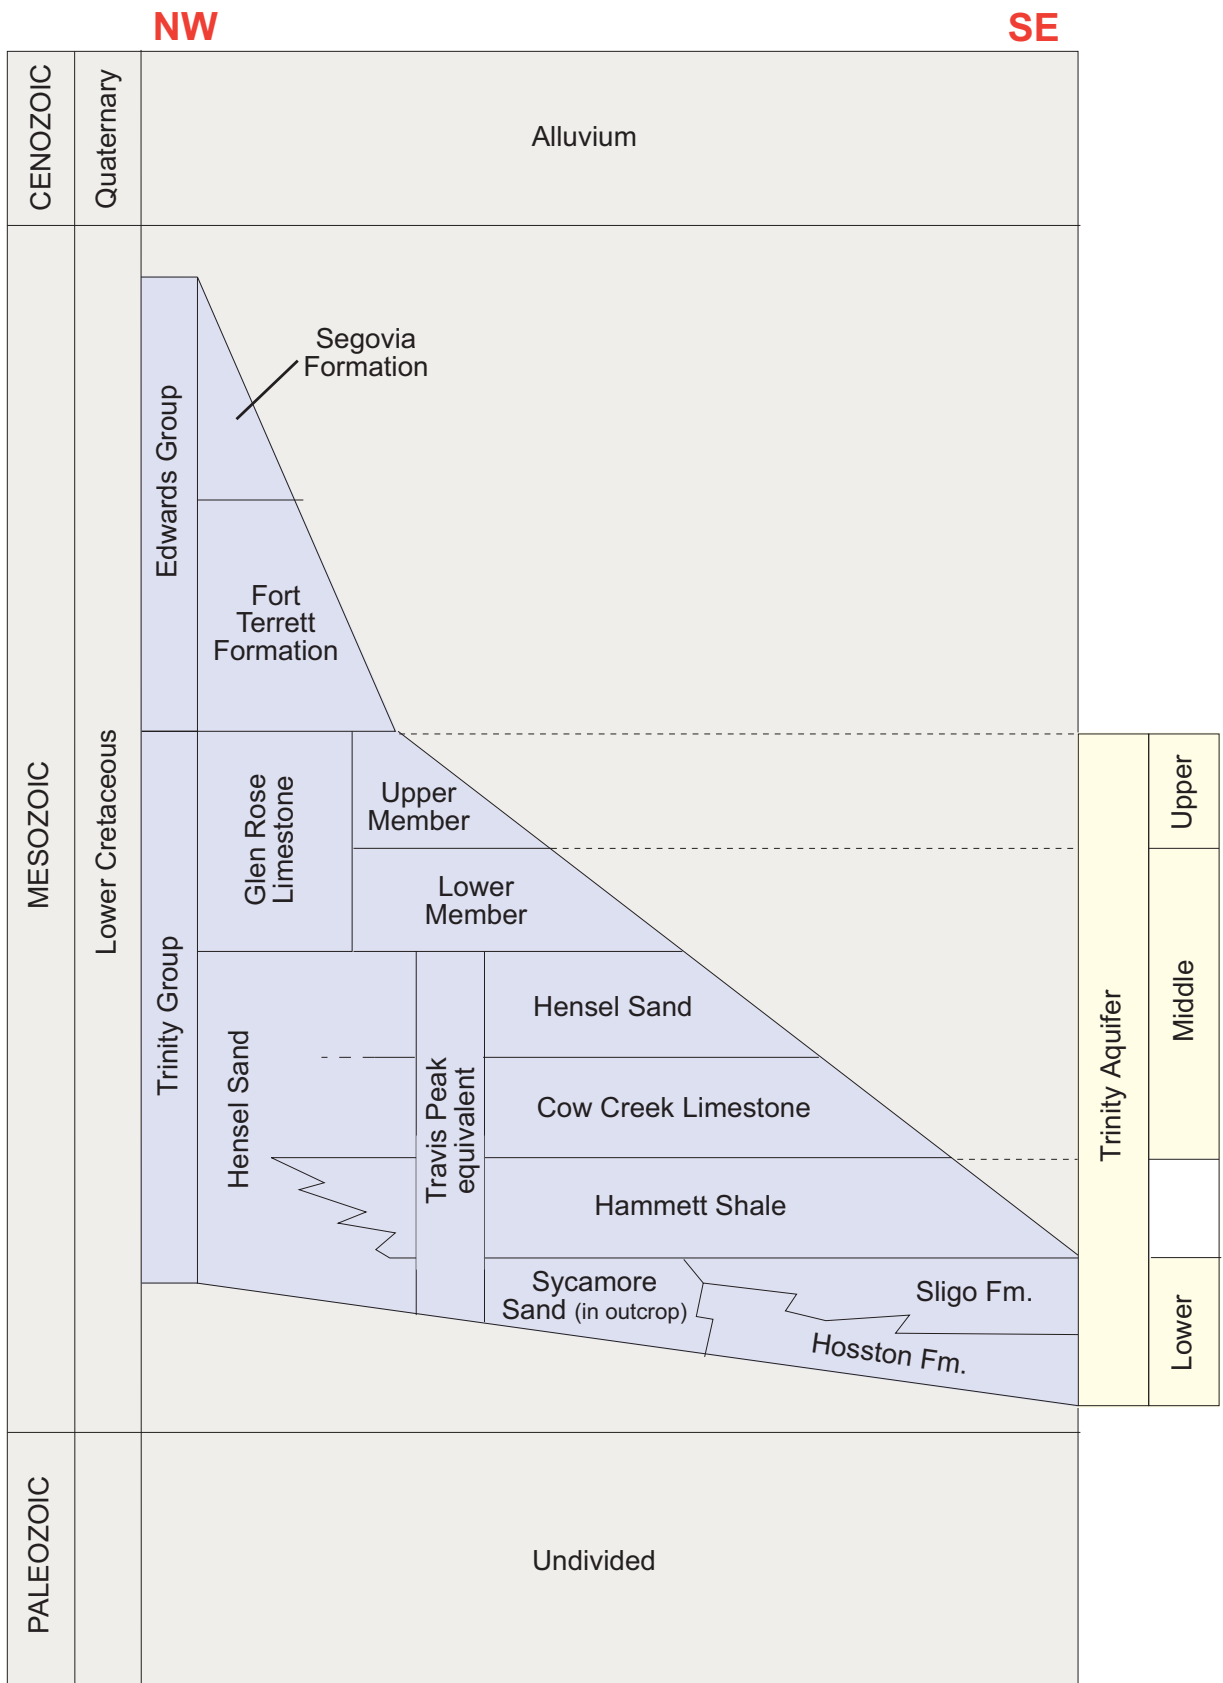 NW
SE
CENOZOIC
Quaternary
Alluvium
MESOZOIC
Lower Cretaceous
Edwards Group
Segovia
Formation
Fort
Terrett
Formation
Trinity Group
Glen Rose
Limestone
Upper
Member
Lower
Member
Hensel Sand
Travis Peak
equivalent
Hensel Sand
Cow Creek Limestone
Hammett Shale
Sycamore
Sand (in outcrop)
Sligo Fm.
Hosston Fm.
Trinity Aquifer
Upper
Middle
Lower
PALEOZOIC
Undivided